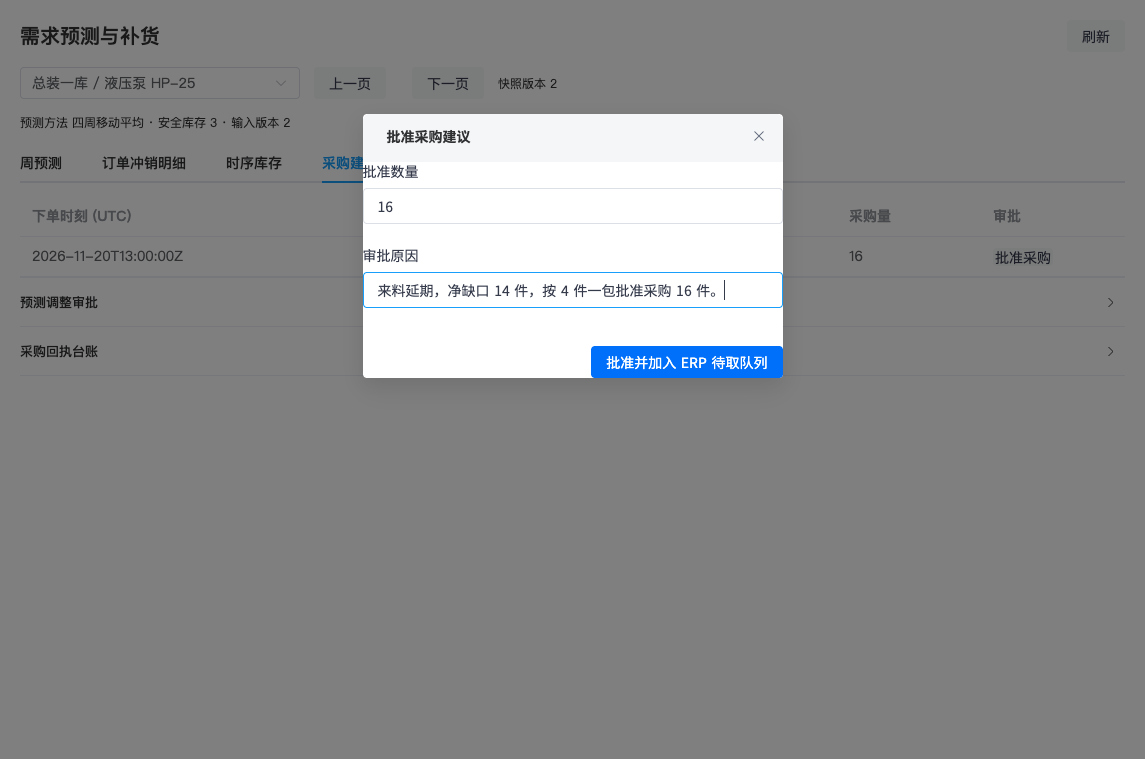 需求预测与补货
刷新
总装一库 / 液压泵 HP-25
上一页
下一页
快照版本 2
预测方法 四周移动平均 · 安全库存 3 · 输入版本 2
周预测
订单冲销明细
时序库存
采购建
下单时刻 (UTC)
采购量
审批
2026-11-20T13:00:00Z
16
批准采购
预测调整审批
采购回执台账
批准采购建议
批准数量
16
审批原因
来料延期，净缺口 14 件，按 4 件一包批准采购 16 件。
批准并加入 ERP 待取队列